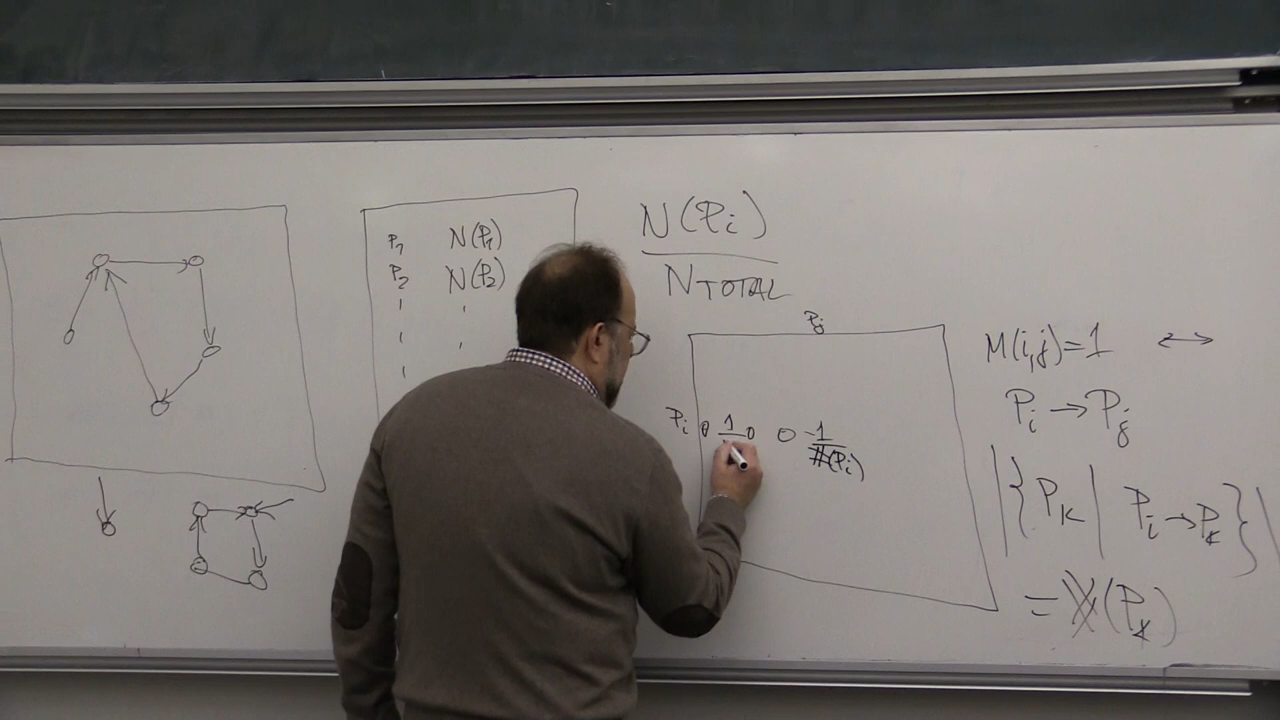 P₁ N(P₁)
P₂ N(P₂)
N(Pᵢ)
N TOTAL
Pⱼ
Pᵢ 0 1 0 0 1
#(Pᵢ)
M(i,j)=1 ↔
Pᵢ → Pⱼ
|{Pₖ | Pᵢ → Pₖ}|
= #(Pₖ)